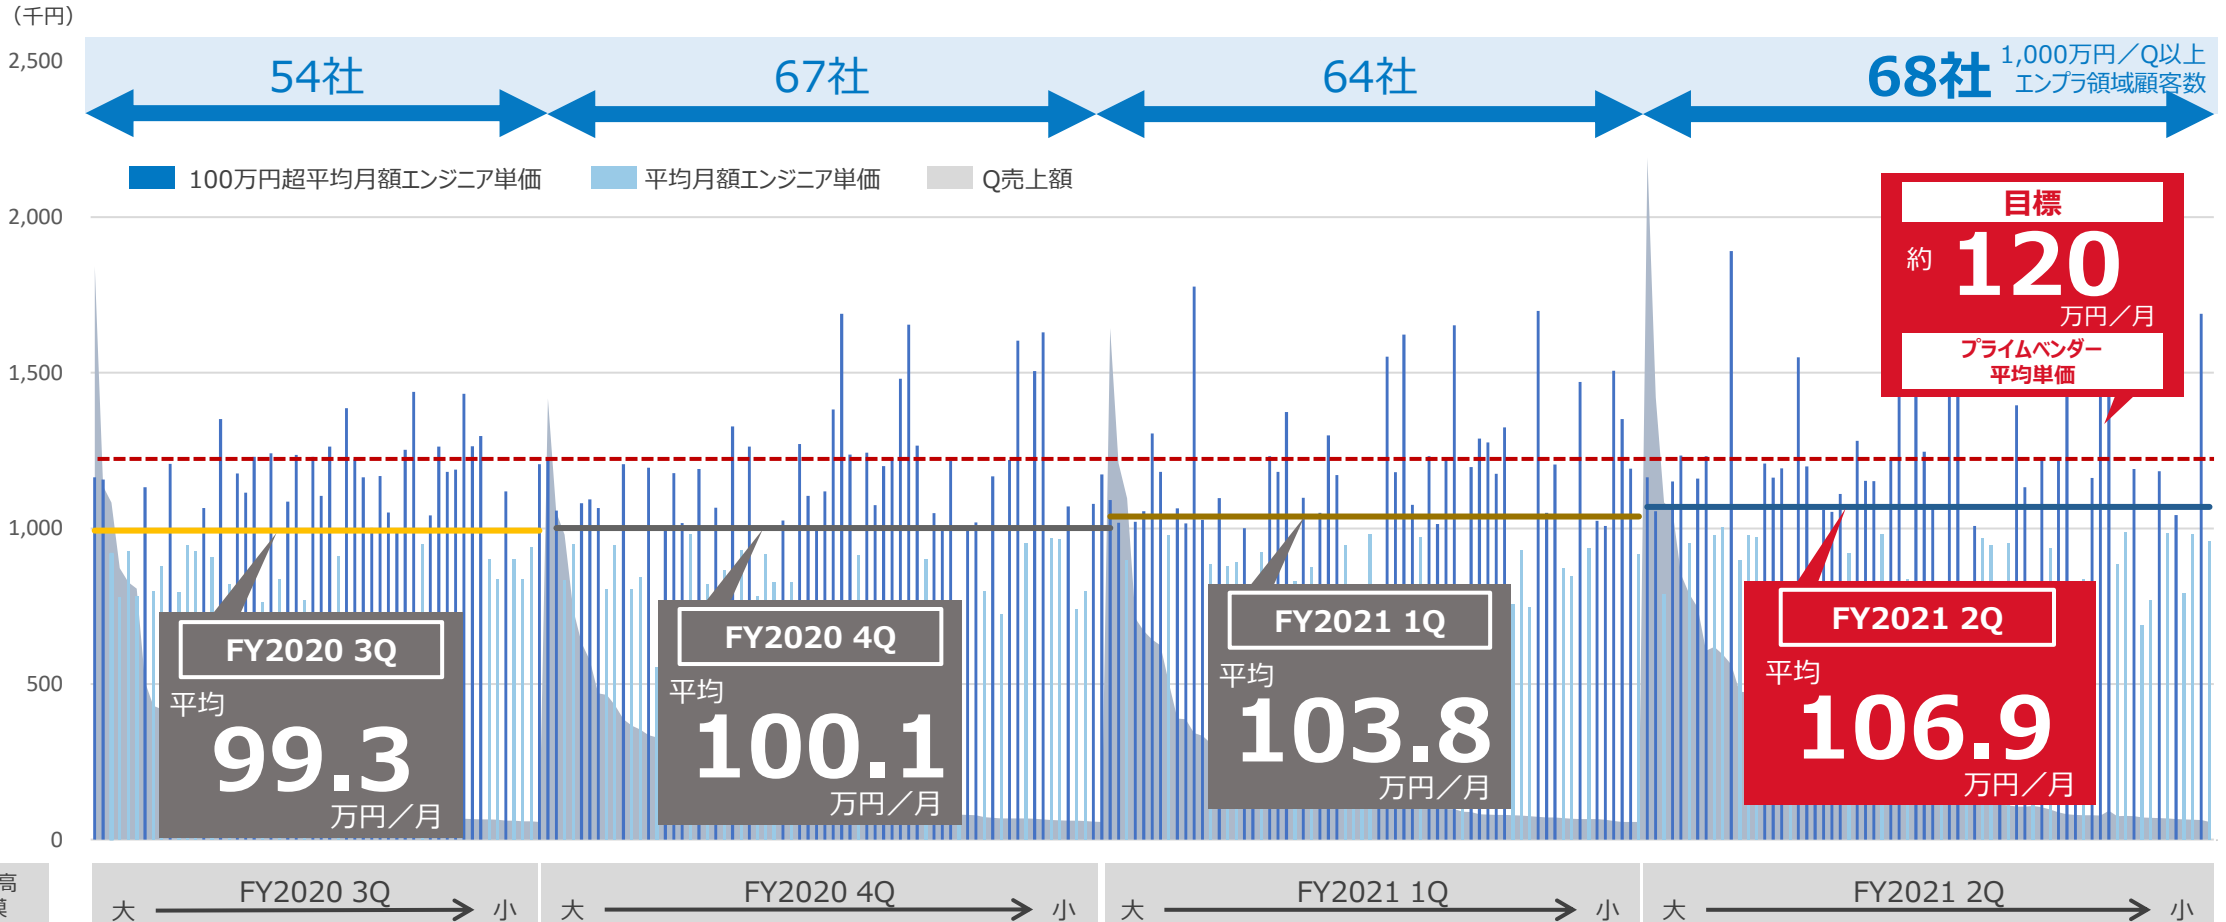 （千円）
2,500
54社
67社
64社
68社
1,000万円／Q以上
エンプラ領域顧客数
100万円超平均月額エンジニア単価
平均月額エンジニア単価
Q売上額
2,000
目標
約 120
万円／月
プライムベンダー
平均単価
1,500
1,000
500
0
FY2020 3Q
平均
99.3
万円／月
FY2020 4Q
平均
100.1
万円／月
FY2021 1Q
平均
103.8
万円／月
FY2021 2Q
平均
106.9
万円／月
高
大 FY2020 3Q 小
大 FY2020 4Q 小
大 FY2021 1Q 小
大 FY2021 2Q 小